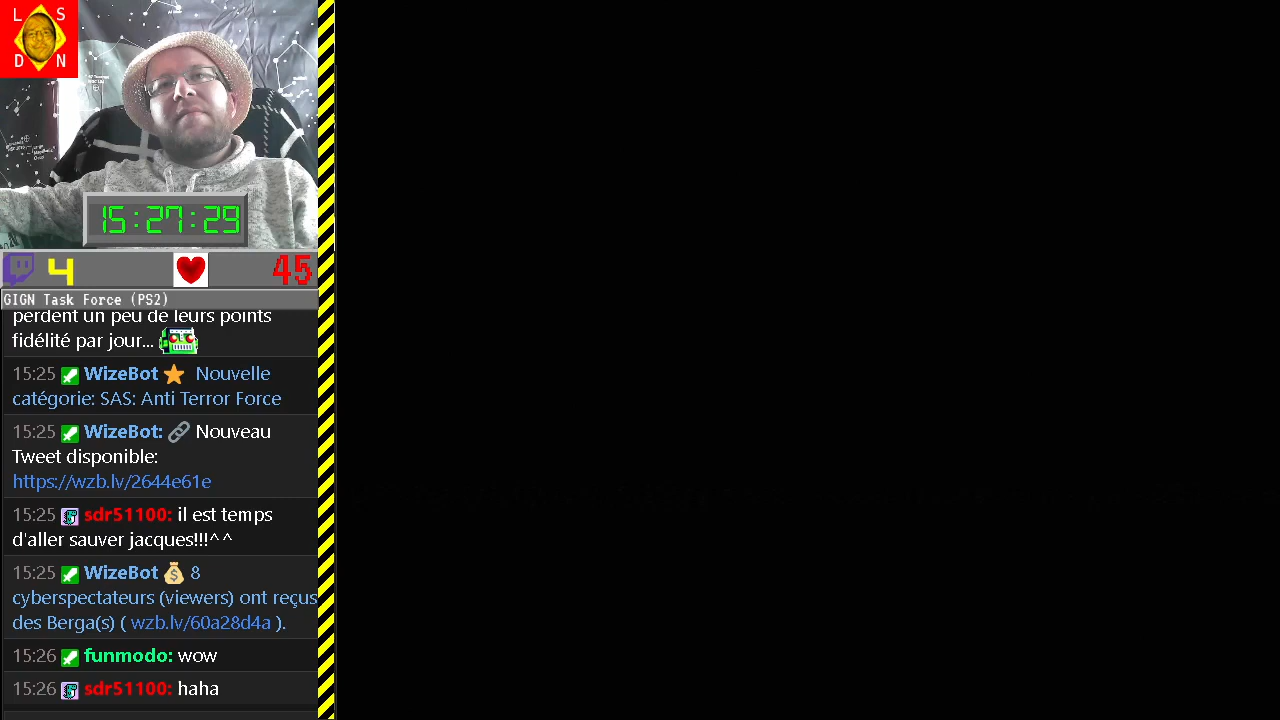 L S
D N
15:27:29
4 45
GIGN Task Force (PS2)
perdent un peu de leurs points
fidélité par jour...
15:25 WizeBot Nouvelle
catégorie: SAS: Anti Terror Force
15:25 WizeBot: Nouveau
Tweet disponible:
https://wzb.lv/2644e61e
15:25 sdr51100: il est temps
d'aller sauver jacques!!!^^
15:25 WizeBot 8
cyberspectateurs (viewers) ont reçus
des Berga(s) ( wzb.lv/60a28d4a ).
15:26 funmodo: wow
15:26 sdr51100: haha